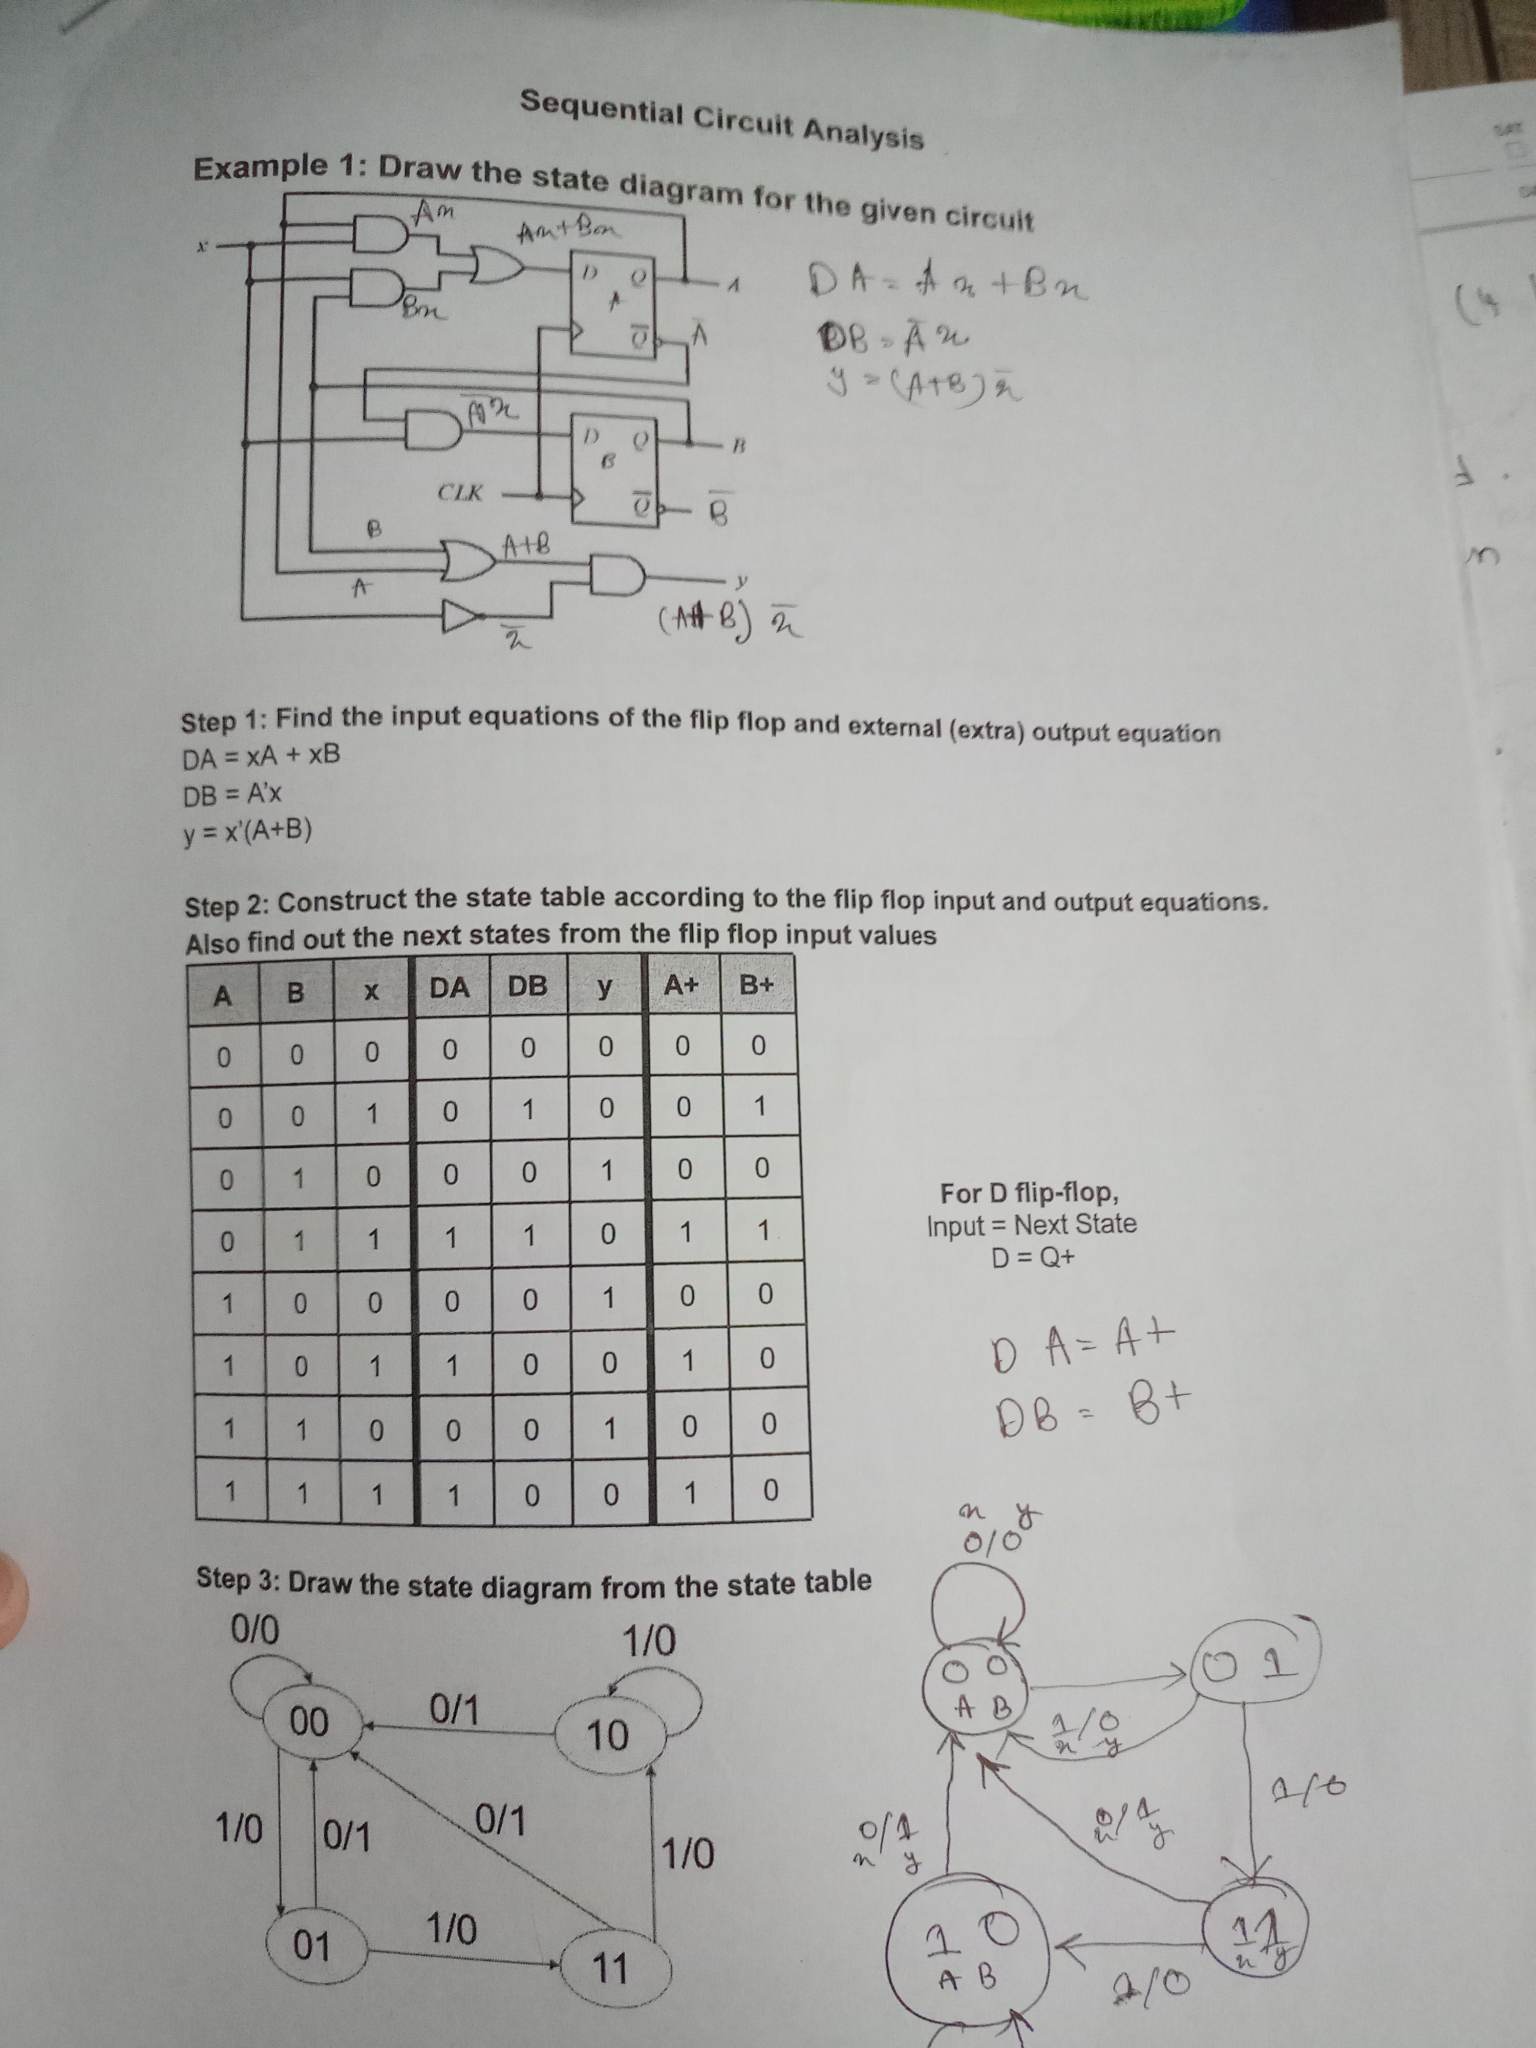 Sequential Circuit Analysis
Example 1: Draw the state diagram for the given circuit
x
Ax
Ax+Bx
Bx
D Q
A
Q̅
A
A̅
DA = Ax + Bx
DB = A̅x
y = (A+B)x̅
A̅x
D Q
B
Q̅
B
B̅
CLK
B
A+B
A
x̅
y
(A+B) x̅
Step 1: Find the input equations of the flip flop and external (extra) output equation
DA = xA + xB
DB = A'x
y = x'(A+B)
Step 2: Construct the state table according to the flip flop input and output equations.
Also find out the next states from the flip flop input values
A B x DA DB y A+ B+
0 0 0 0 0 0 0 0
0 0 1 0 1 0 0 1
0 1 0 0 0 1 0 0
0 1 1 1 1 0 1 1
1 0 0 0 0 1 0 0
1 0 1 1 0 0 1 0
1 1 0 0 0 1 0 0
1 1 1 1 0 0 1 0
For D flip-flop,
Input = Next State
D = Q+
DA = A+
DB = B+
Step 3: Draw the state diagram from the state table
0/0
1/0
00
0/1
10
1/0
0/1
0/1
1/0
01
1/0
11
x y
0/0
0 0
A B
0 1
1/0
x y
1/0
0/1
x y
0/1
x y
1 0
A B
1/0
11
x y
SAT